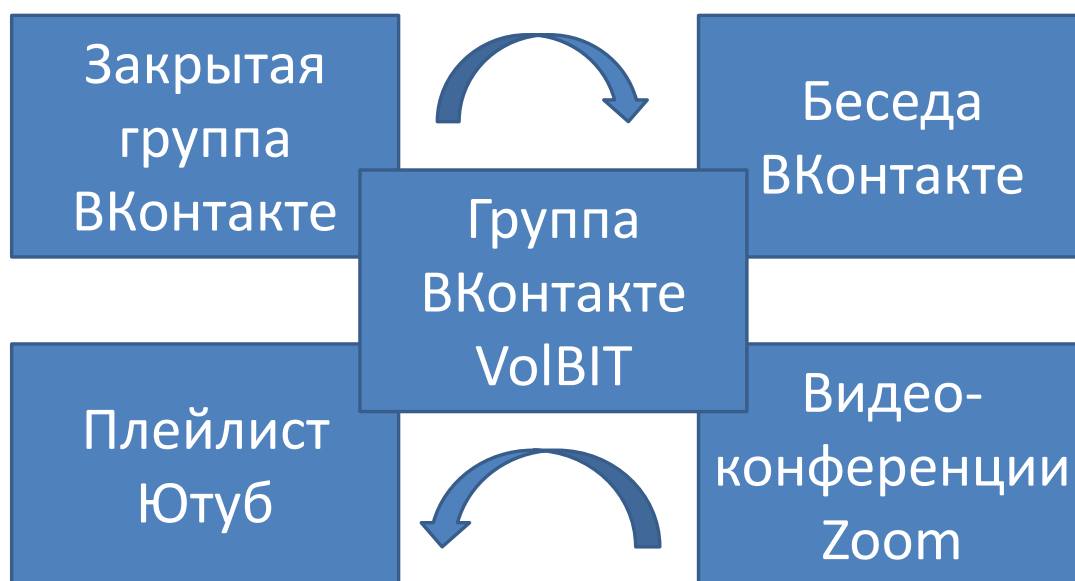 Закрытая
группа
ВКонтакте
Беседа
ВКонтакте
Группа
ВКонтакте
VolBIT
Плейлист
Ютуб
Видео-
конференции
Zoom